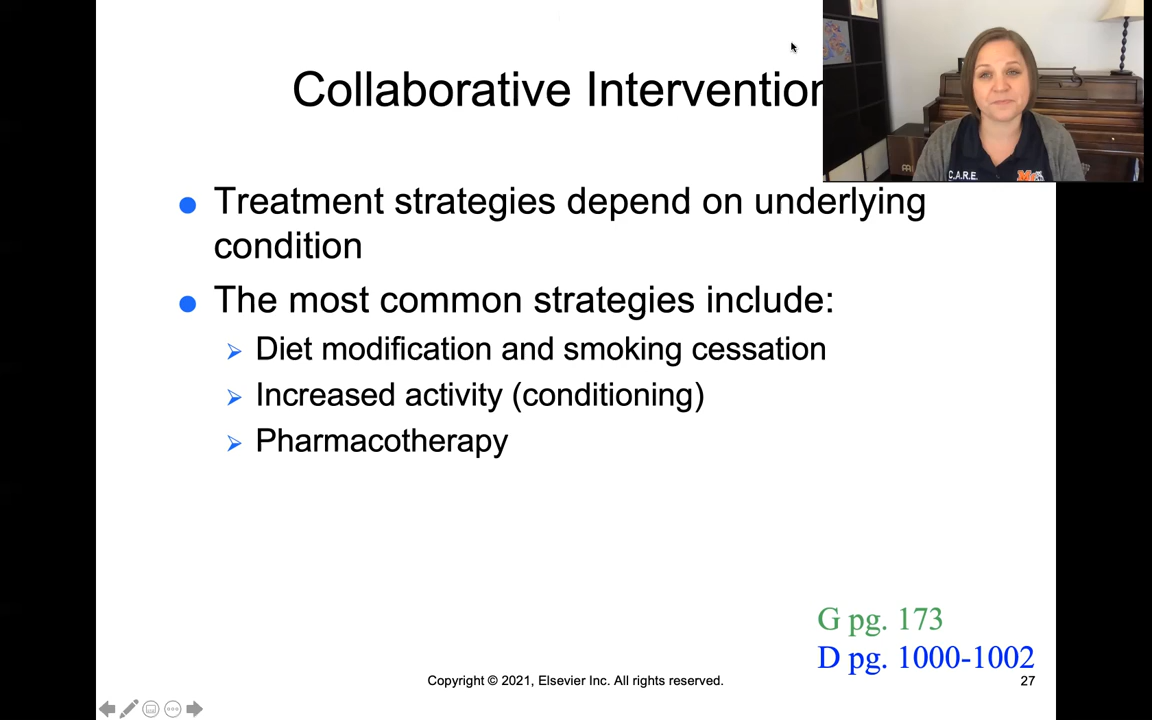 Collaborative Intervention
● Treatment strategies depend on underlying
condition
● The most common strategies include:
➢ Diet modification and smoking cessation
➢ Increased activity (conditioning)
➢ Pharmacotherapy
C.A.R.E.
G pg. 173
D pg. 1000-1002
Copyright © 2021, Elsevier Inc. All rights reserved.
27